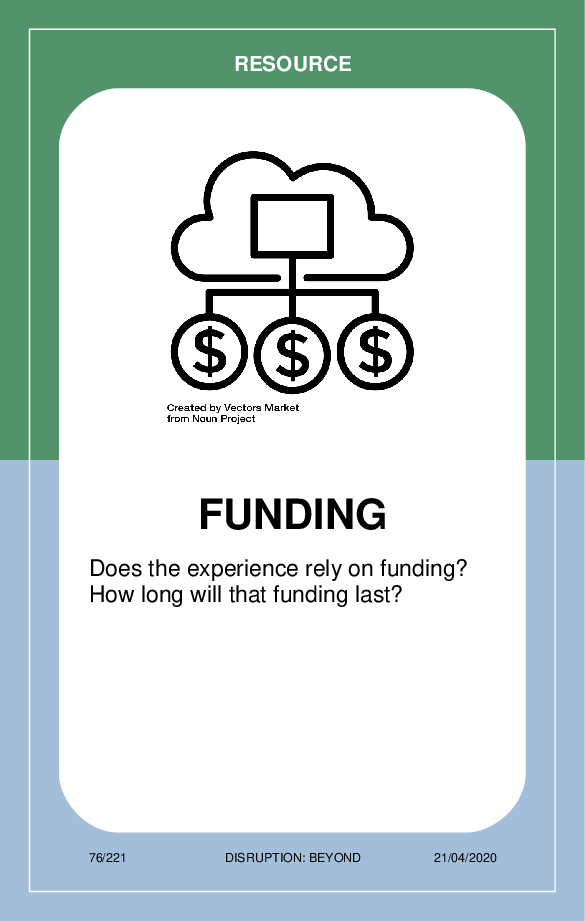 RESOURCE
$ $ $
Created by Vectors Market
from Noun Project
FUNDING
Does the experience rely on funding?
How long will that funding last?
76/221 DISRUPTION: BEYOND 21/04/2020